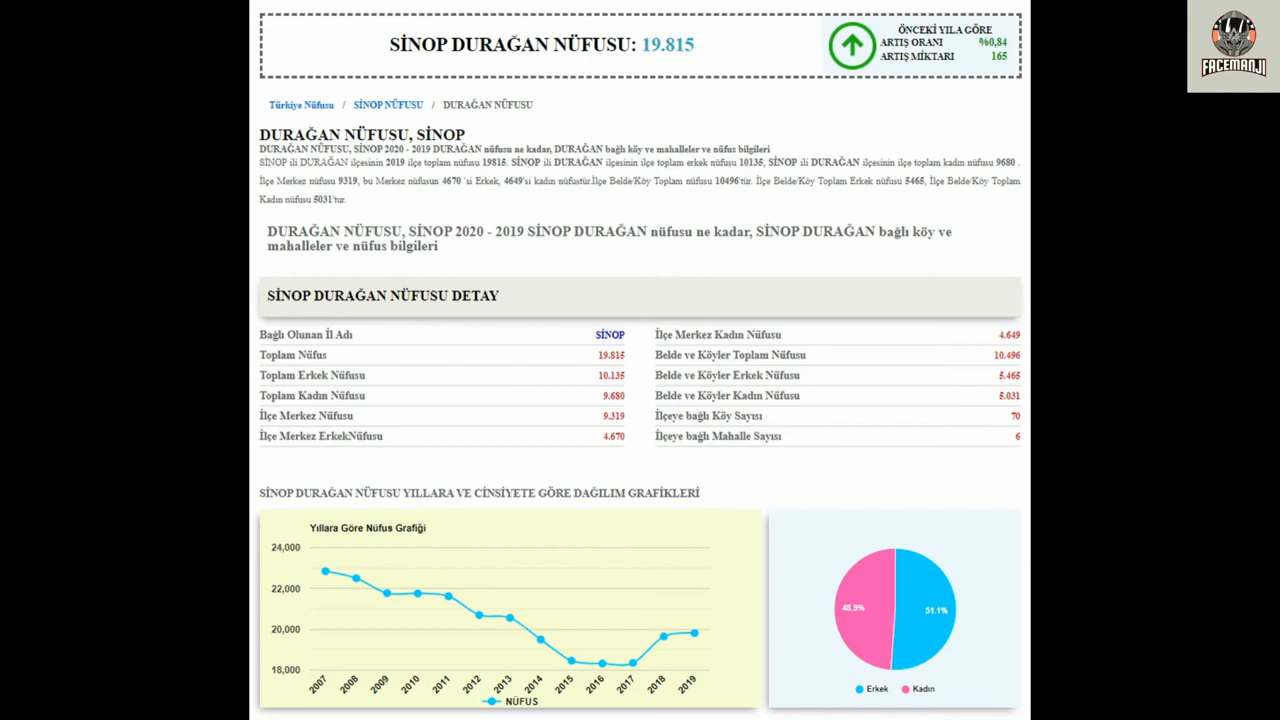 SİNOP DURAĞAN NÜFUSU: 19.815
ÖNCEKİ YILA GÖRE
ARTIŞ ORANI %0,84
ARTIŞ MİKTARI 165
FACEMANJI
Türkiye Nüfusu / SİNOP NÜFUSU / DURAĞAN NÜFUSU
DURAĞAN NÜFUSU, SİNOP
DURAĞAN NÜFUSU, SİNOP 2020 - 2019 DURAĞAN nüfusu ne kadar, DURAĞAN bağlı köy ve mahalleler ve nüfus bilgileri
SİNOP ili DURAĞAN ilçesinin 2019 ilçe toplam nüfusu 19815. SİNOP ili DURAĞAN ilçesinin ilçe toplam erkek nüfusu 10135, SİNOP ili DURAĞAN ilçesinin ilçe toplam kadın nüfusu 9680 .
İlçe Merkez nüfusu 9319, bu Merkez nüfusun 4670 'si Erkek, 4649'si kadın nüfustür.İlçe Belde/Köy Toplam nüfusu 10496'tür. İlçe Belde/Köy Toplam Erkek nüfusu 5465, İlçe Belde/Köy Toplam
Kadın nüfusu 5031'tur.
DURAĞAN NÜFUSU, SİNOP 2020 - 2019 SİNOP DURAĞAN nüfusu ne kadar, SİNOP DURAĞAN bağlı köy ve
mahalleler ve nüfus bilgileri
SİNOP DURAĞAN NÜFUSU DETAY
Bağlı Olunan İl Adı SİNOP
Toplam Nüfus 19.815
Toplam Erkek Nüfusu 10.135
Toplam Kadın Nüfusu 9.680
İlçe Merkez Nüfusu 9.319
İlçe Merkez ErkekNüfusu 4.670
İlçe Merkez Kadın Nüfusu 4.649
Belde ve Köyler Toplam Nüfusu 10.496
Belde ve Köyler Erkek Nüfusu 5.465
Belde ve Köyler Kadın Nüfusu 5.031
İlçeye bağlı Köy Sayısı 70
İlçeye bağlı Mahalle Sayısı 6
SİNOP DURAĞAN NÜFUSU YILLARA VE CİNSİYETE GÖRE DAĞILIM GRAFİKLERİ
Yıllara Göre Nüfus Grafiği
24,000
22,000
20,000
18,000
2007 2008 2009 2010 2011 2012 2013 2014 2015 2016 2017 2018 2019
NÜFUS
48.9% 51.1%
Erkek Kadın